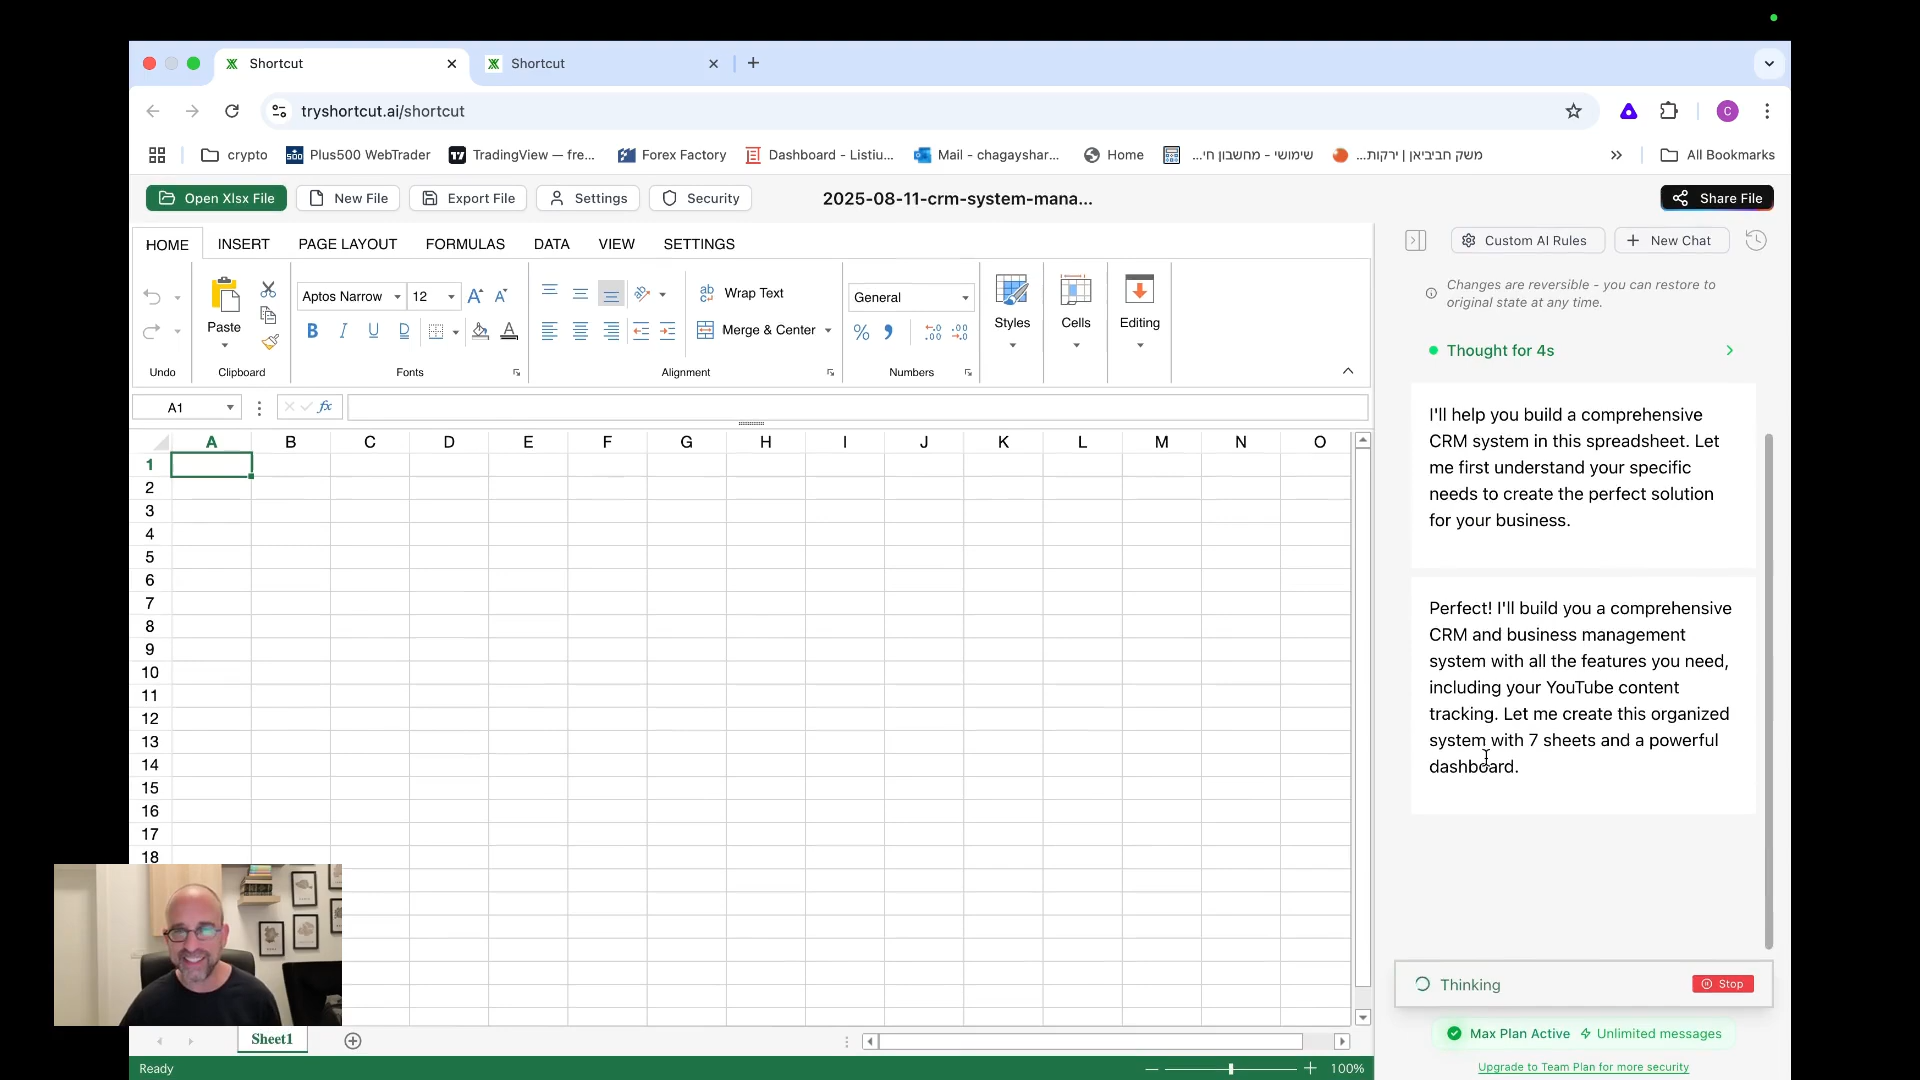 Shortcut
Shortcut
tryshortcut.ai/shortcut
C
crypto
500
Plus500 WebTrader
TradingView — fre...
Forex Factory
Dashboard - Listiu...
Mail - chagayshar...
Home
שימושי - מחשבון חי...
משק חביביאן | ירקות...
All Bookmarks
Open Xlsx File
New File
Export File
Settings
Security
2025-08-11-crm-system-mana...
Share File
HOME
INSERT
PAGE LAYOUT
FORMULAS
DATA
VIEW
SETTINGS
Custom AI Rules
New Chat
Changes are reversible - you can restore to
original state at any time.
Paste
Aptos Narrow
12
Wrap Text
Merge & Center
General
Styles
Cells
Editing
Undo
Clipboard
Fonts
Alignment
Numbers
Thought for 4s
A1
fx
A B C D E F G H I J K L M N O
1
2
3
4
5
6
7
8
9
10
11
12
13
14
15
16
17
18
I'll help you build a comprehensive
CRM system in this spreadsheet. Let
me first understand your specific
needs to create the perfect solution
for your business.
Perfect! I'll build you a comprehensive
CRM and business management
system with all the features you need,
including your YouTube content
tracking. Let me create this organized
system with 7 sheets and a powerful
dashboard.
Thinking
Stop
Max Plan Active
Unlimited messages
Upgrade to Team Plan for more security
Sheet1
Ready
100%